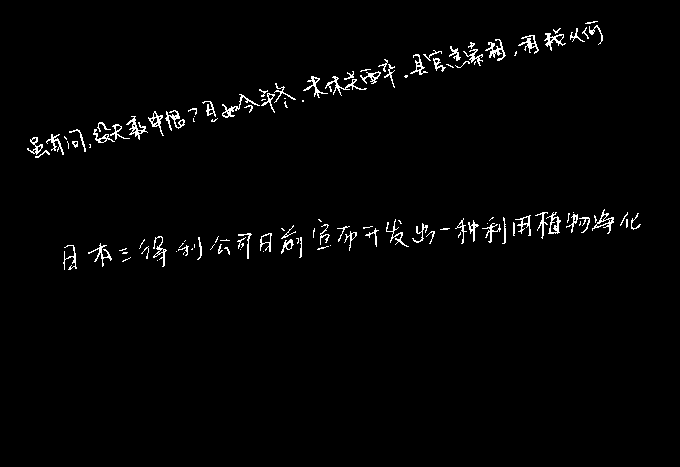 虽有问,役夫敢申恨?且如今年冬,未休关西卒。县官急索租,租税从何
日本三得利公司日前宣布开发出一种利用植物净化